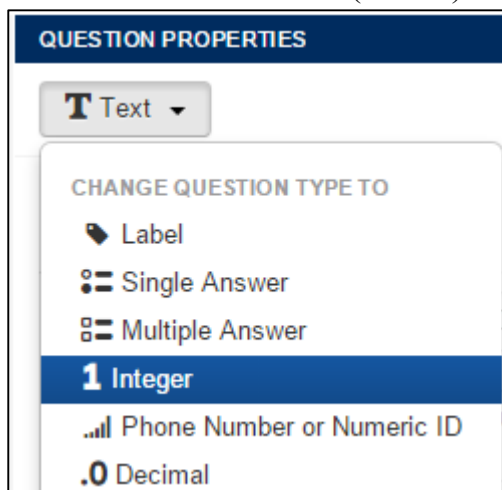 QUESTION PROPERTIES
T Text
CHANGE QUESTION TYPE TO
Label
Single Answer
Multiple Answer
1 Integer
Phone Number or Numeric ID
.0 Decimal